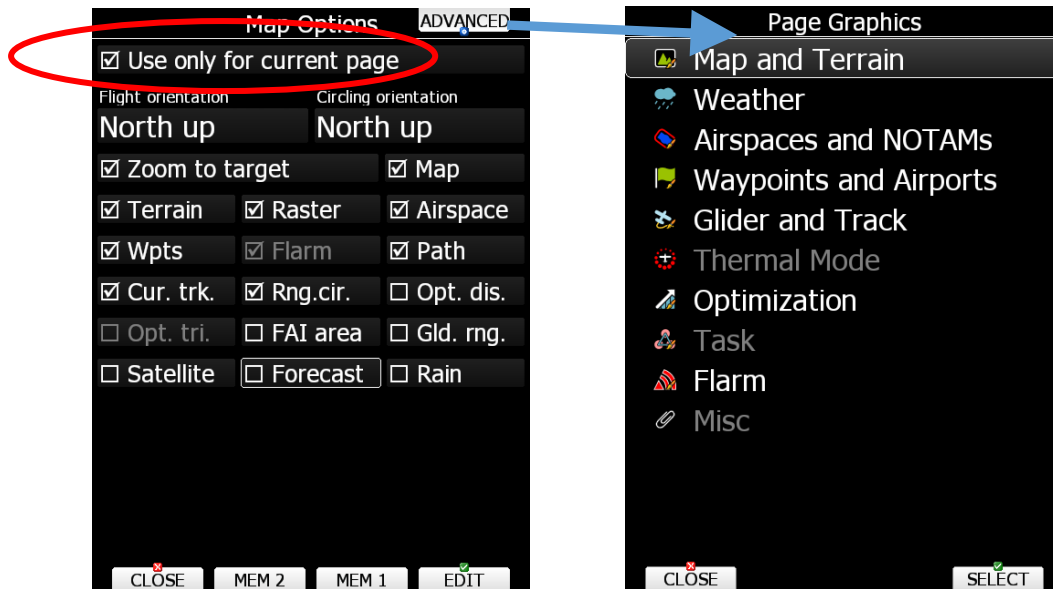 Map Options
ADVANCED
Use only for current page
Flight orientation Circling orientation
North up North up
Zoom to target Map
Terrain Raster Airspace
Wpts Flarm Path
Cur. trk. Rng.cir. Opt. dis.
Opt. tri. FAI area Gld. rng.
Satellite Forecast Rain
CLOSE MEM 2 MEM 1 EDIT
Page Graphics
Map and Terrain
Weather
Airspaces and NOTAMs
Waypoints and Airports
Glider and Track
Thermal Mode
Optimization
Task
Flarm
Misc
CLOSE SELECT